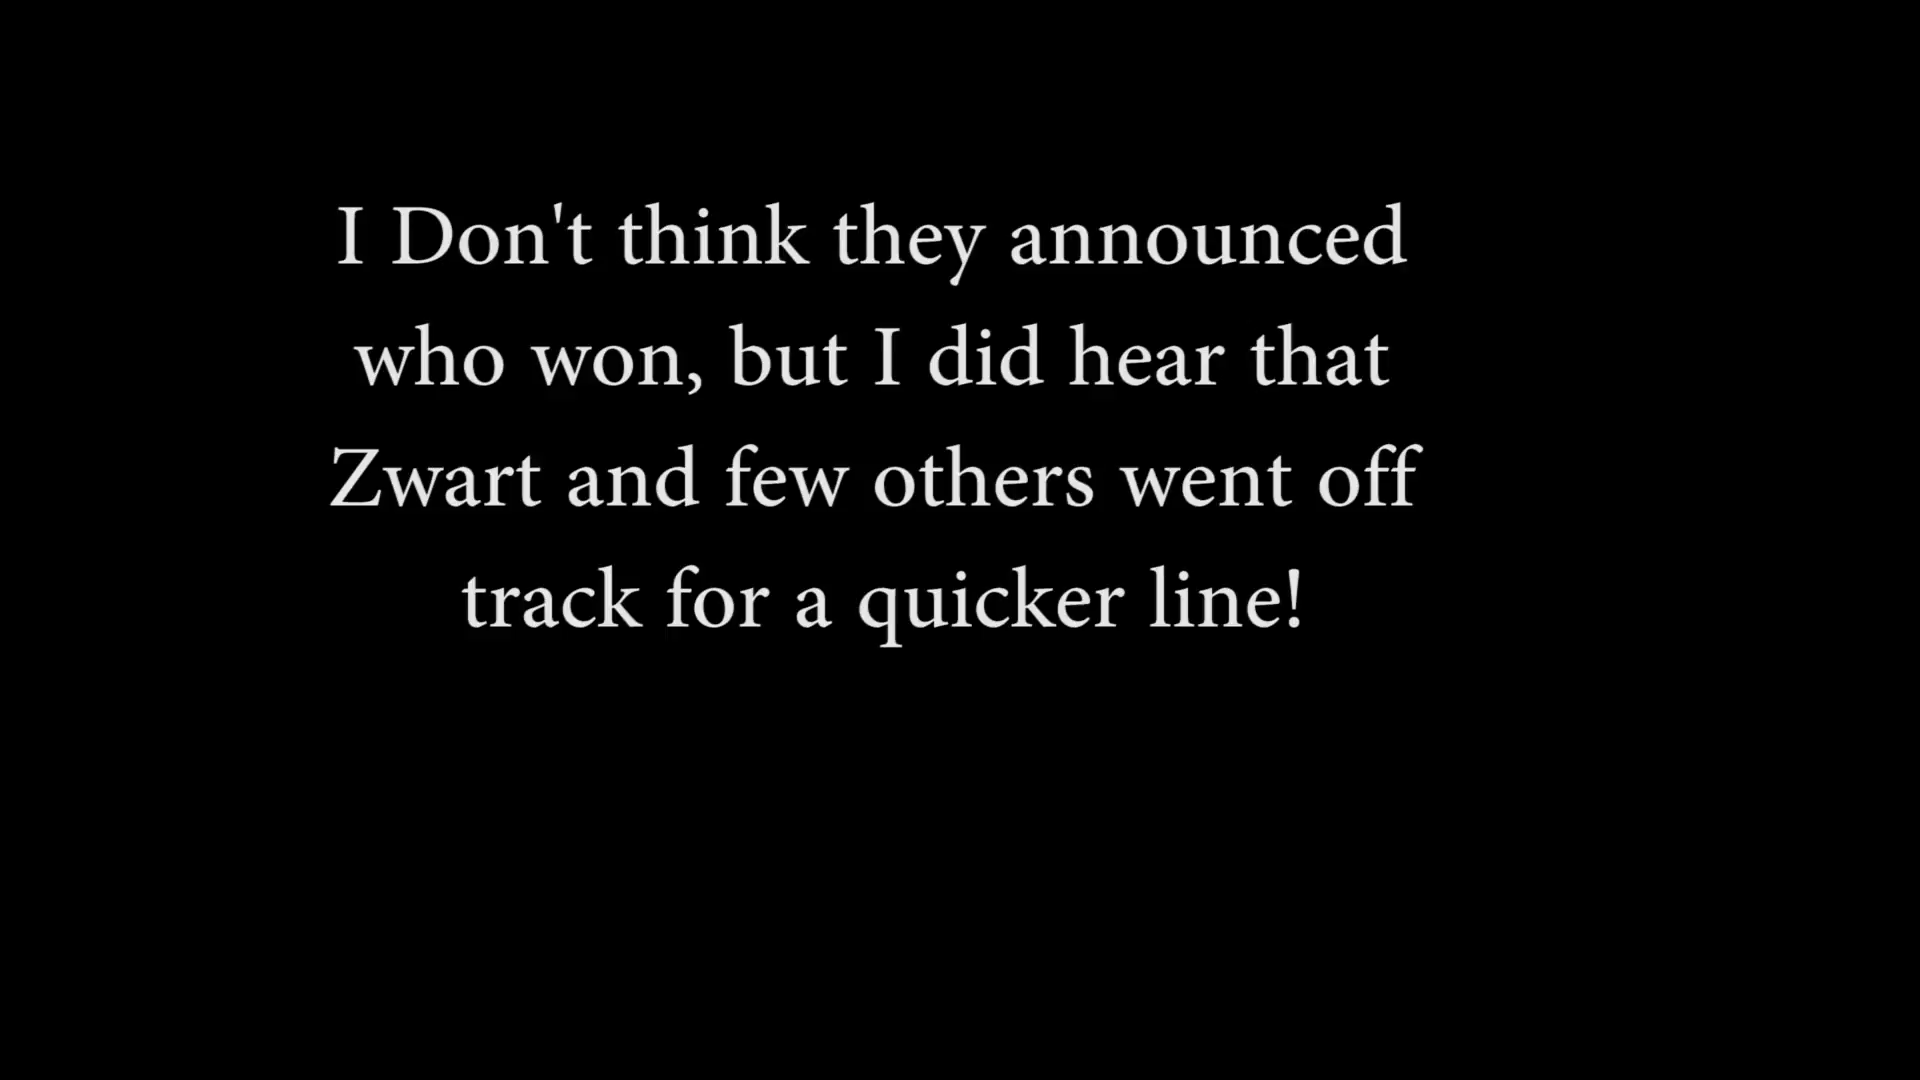 I Don't think they announced
who won, but I did hear that
Zwart and few others went off
track for a quicker line!